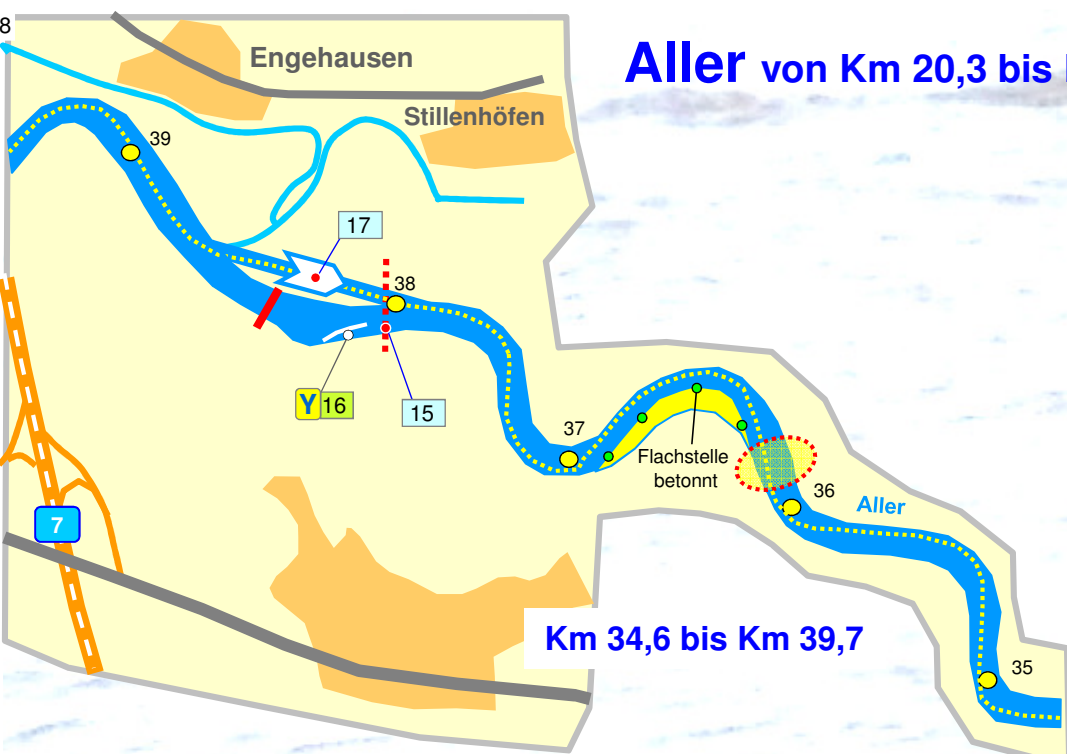 8
Engehausen
Aller von Km 20,3 bis
Stillenhöfen
39
17
38
Y 16
15
37
Flachstelle
betonnt
36
Aller
7
Km 34,6 bis Km 39,7
35